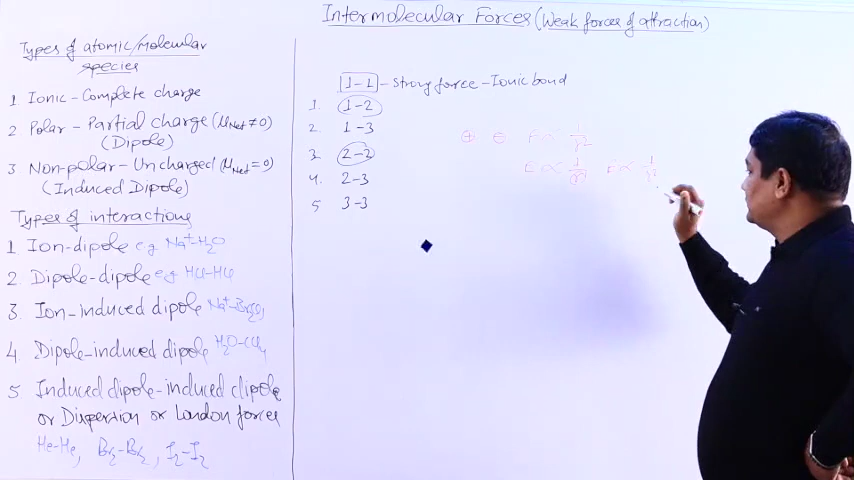 Intermolecular Forces (Weak forces of attraction)
Types of atomic/molecular
species
1 Ionic - Complete charge
2 Polar - Partial charge (μNet ≠ 0)
(Dipole)
3 Non-polar - Uncharged (μNet = 0)
(Induced Dipole)
Types of interactions
1 Ion-dipole e.g Na⁺-H₂O
2. Dipole-dipole e.g HCl-HCl
3. Ion-induced dipole Na⁺-
4. Dipole-induced dipole H₂O-CCl₄
5 Induced dipole-induced dipole
or Dispersion or London forces
He-He, Br₂-Br₂, I₂-I₂
1-1 - Strong force - Ionic bond
1. 1-2
2. 1-3
3. 2-2
4. 2-3
5 3-3
⊕ ⊖ F ∝ 1/r²
E ∝